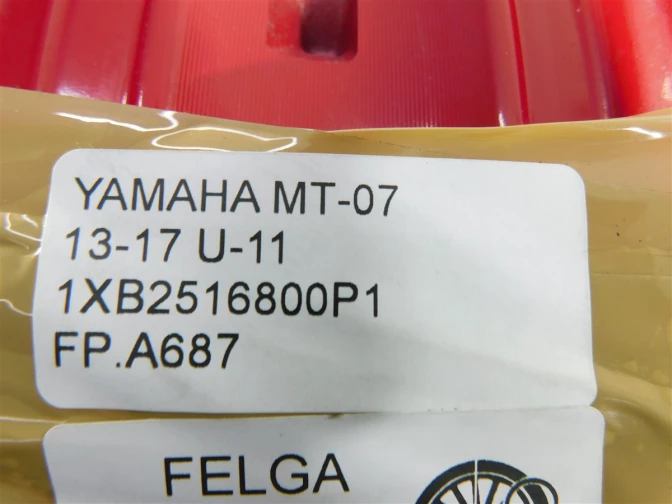 YAMAHA MT-07
13-17 U-11
1XB2516800P1
FP.A687
FELGA